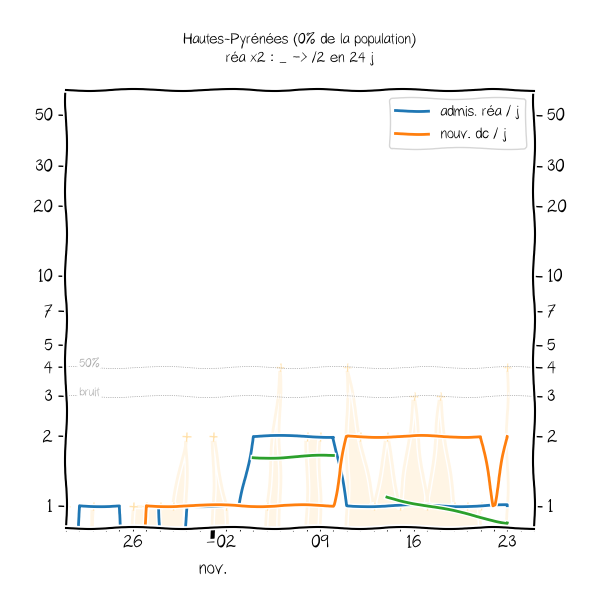 Hautes-Pyrénées (0% de la population)
réa x2 : _ -> /2 en 24 j
admis. réa / j
nouv. dc / j
50 50
30 30
20 20
10 10
7 7
5 5
4 50% 4
3 bruit 3
2 2
1 1
26 02 09 16 23
nov.